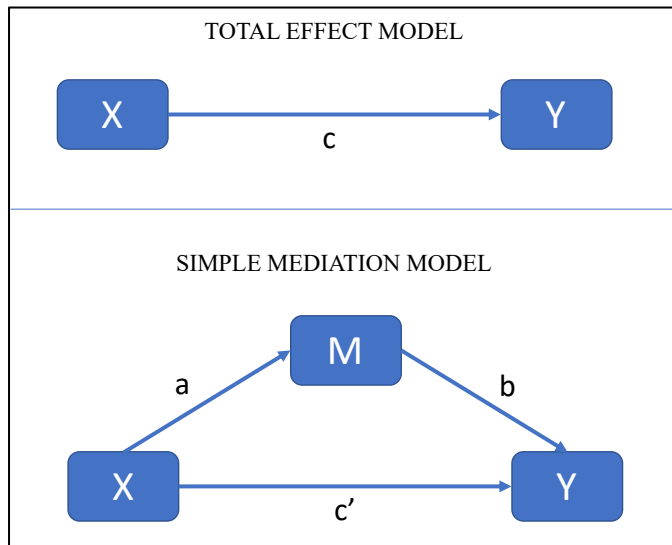 TOTAL EFFECT MODEL
X
Y
c
SIMPLE MEDIATION MODEL
M
a
b
X
Y
c’